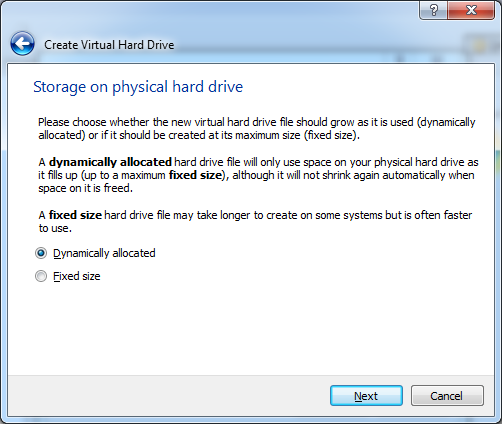 ?
Create Virtual Hard Drive
Storage on physical hard drive
Please choose whether the new virtual hard drive file should grow as it is used (dynamically
allocated) or if it should be created at its maximum size (fixed size).
A dynamically allocated hard drive file will only use space on your physical hard drive as
it fills up (up to a maximum fixed size), although it will not shrink again automatically when
space on it is freed.
A fixed size hard drive file may take longer to create on some systems but is often faster
to use.
Dynamically allocated
Fixed size
Next Cancel